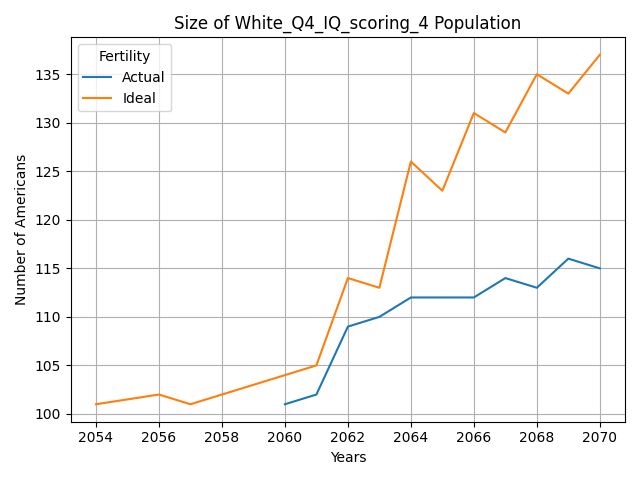 Size of White_Q4_IQ_scoring_4 Population
Fertility
Actual
Ideal
Number of Americans
135
130
125
120
115
110
105
100
2054 2056 2058 2060 2062 2064 2066 2068 2070
Years